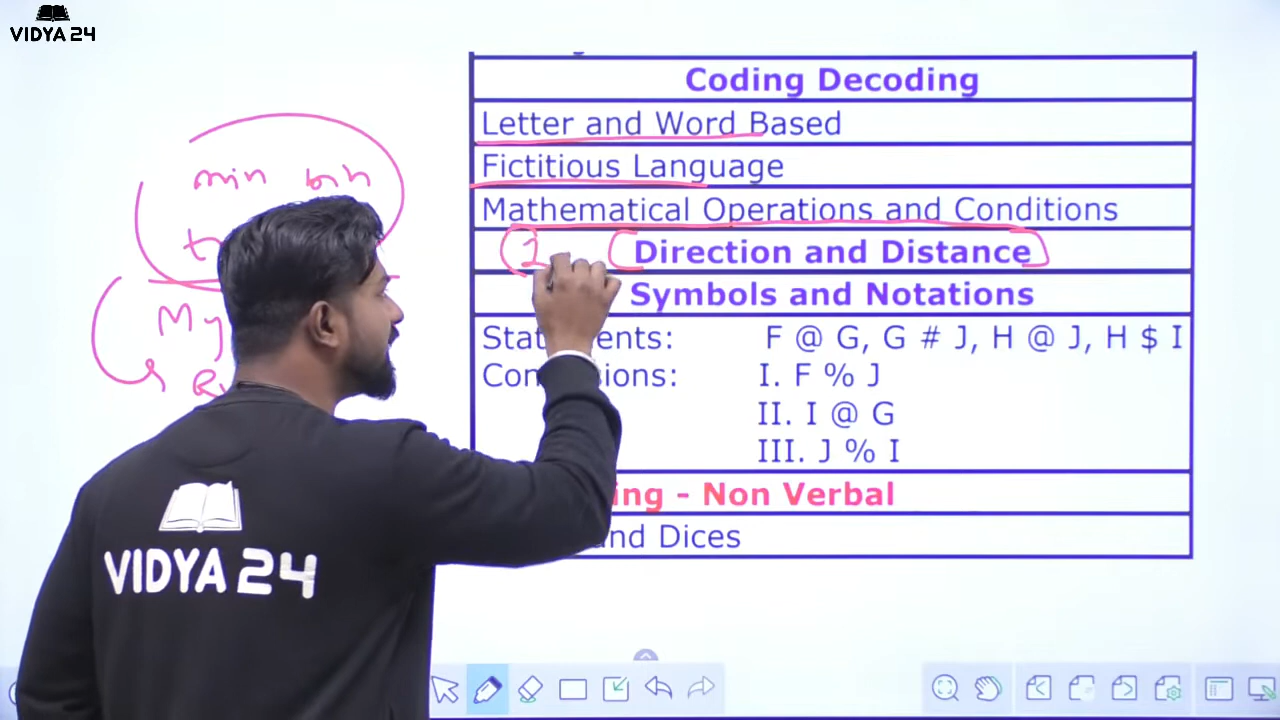 VIDYA 24
Coding Decoding
Letter and Word Based
Fictitious Language
Mathematical Operations and Conditions
Direction and Distance
Symbols and Notations
F @ G, G # J, H @ J, H $ I
I. F % J
II. I @ G
III. J % I
- Non Verbal
and Dices
min
My
VIDYA 24